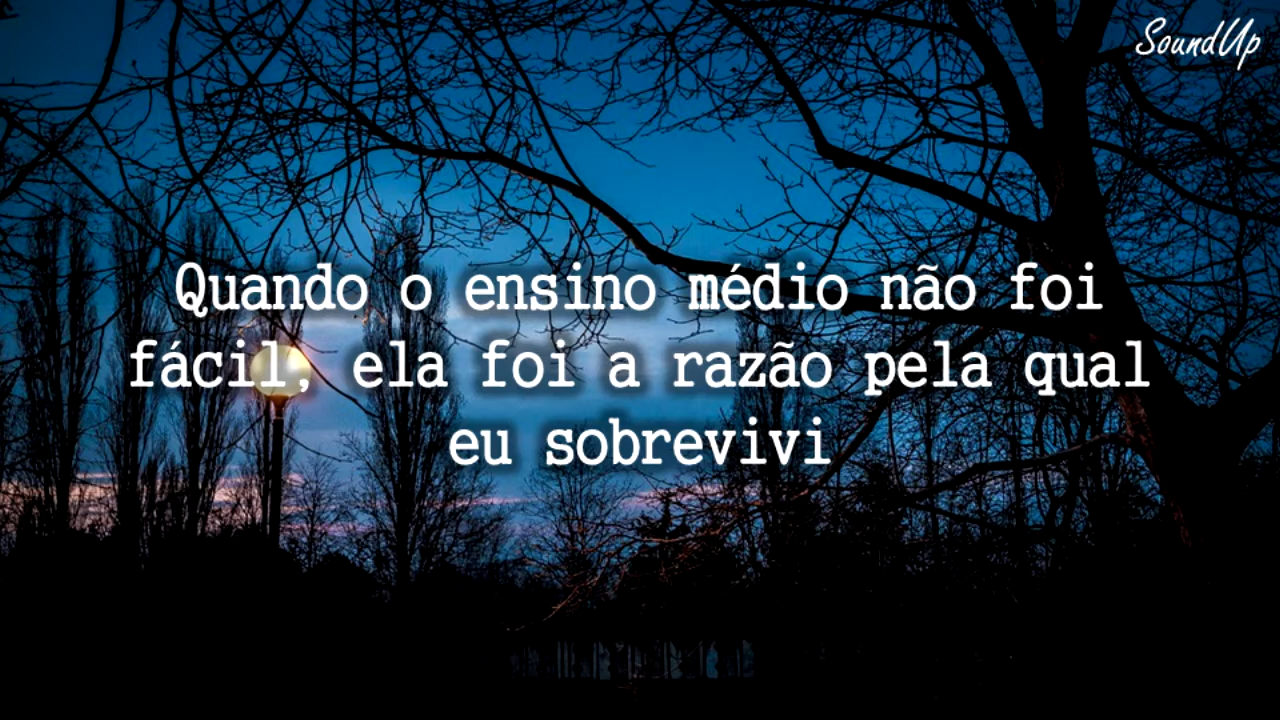 SoundUp
Quando o ensino médio não foi
fácil, ela foi a razão pela qual
eu sobrevivi